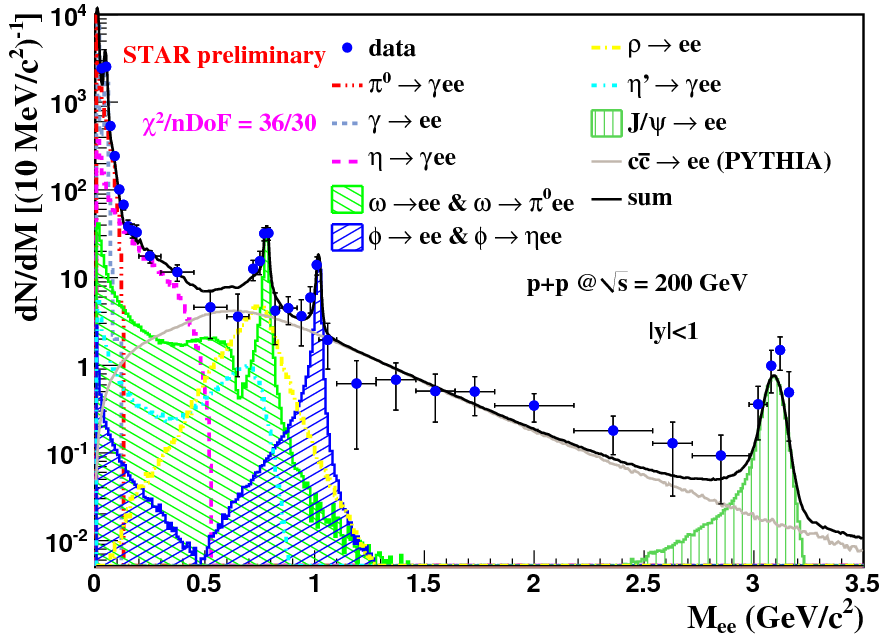 dN/dM [(10 MeV/c²)⁻¹]
10⁴
10³
10²
10
1
10⁻¹
10⁻²
STAR preliminary
χ²/nDoF = 36/30
data
π⁰ → γee
γ → ee
η → γee
ω →ee & ω → π⁰ee
ϕ → ee & ϕ → ηee
ρ → ee
η’ → γee
J/ψ → ee
cc̅ → ee (PYTHIA)
sum
p+p @√s = 200 GeV
|y|<1
0 0.5 1 1.5 2 2.5 3 3.5
Mₑₑ (GeV/c²)